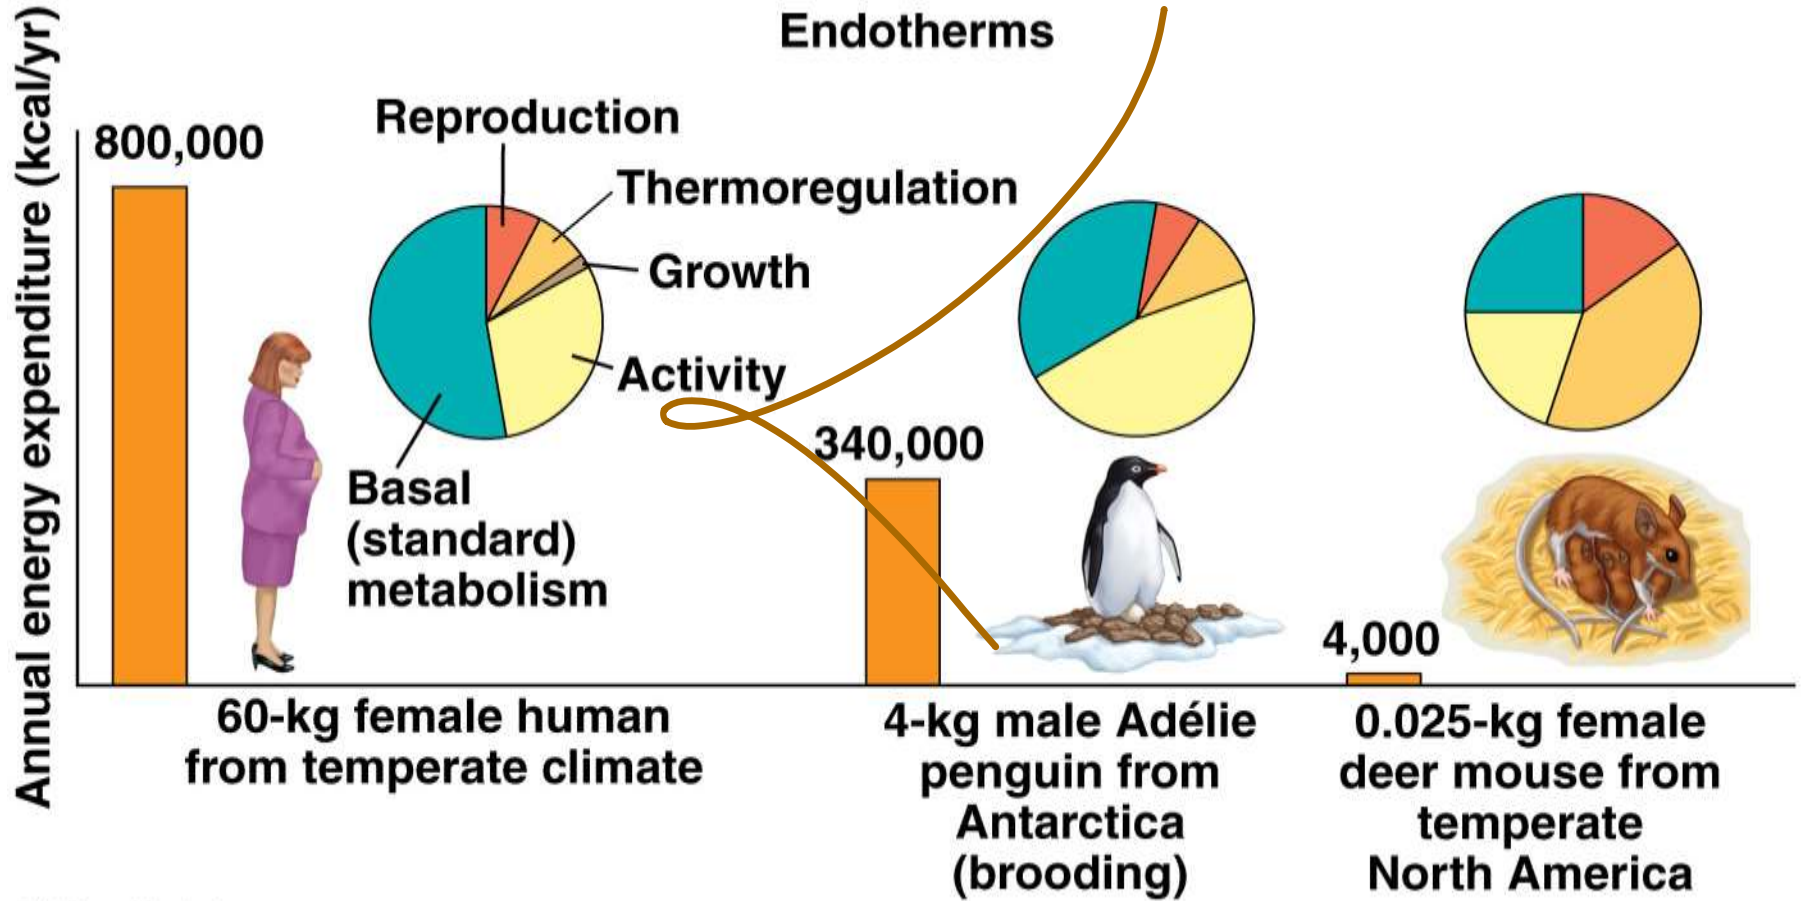 Annual energy expenditure (kcal/yr)
Endotherms
800,000
Reproduction
Thermoregulation
Growth
Activity
Basal
(standard)
metabolism
340,000
4,000
60-kg female human
from temperate climate
4-kg male Adélie
penguin from
Antarctica
(brooding)
0.025-kg female
deer mouse from
temperate
North America